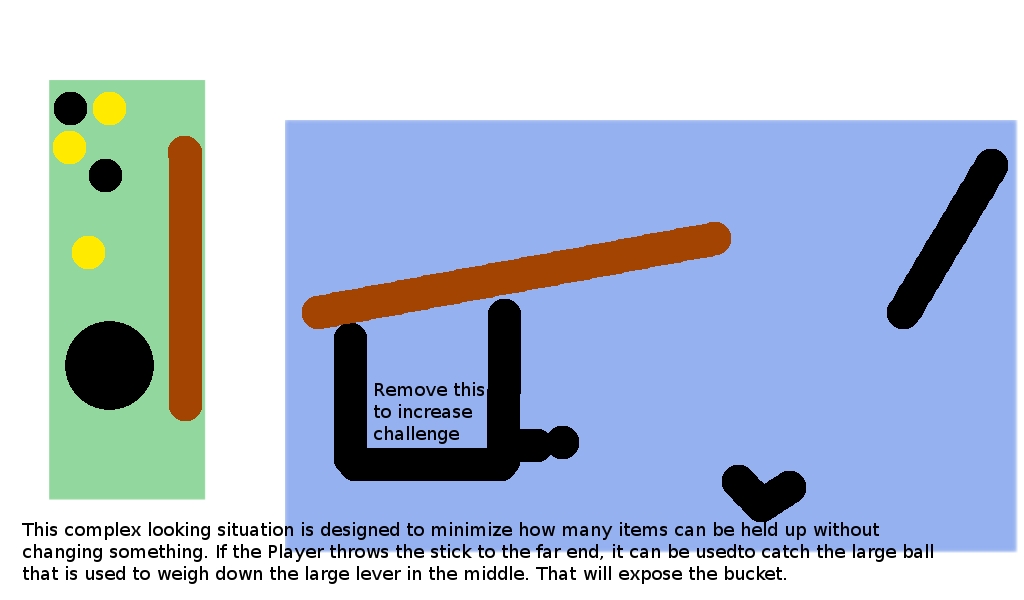 Remove this
to increase
challenge
This complex looking situation is designed to minimize how many items can be held up without
changing something. If the Player throws the stick to the far end, it can be usedto catch the large ball
that is used to weigh down the large lever in the middle. That will expose the bucket.